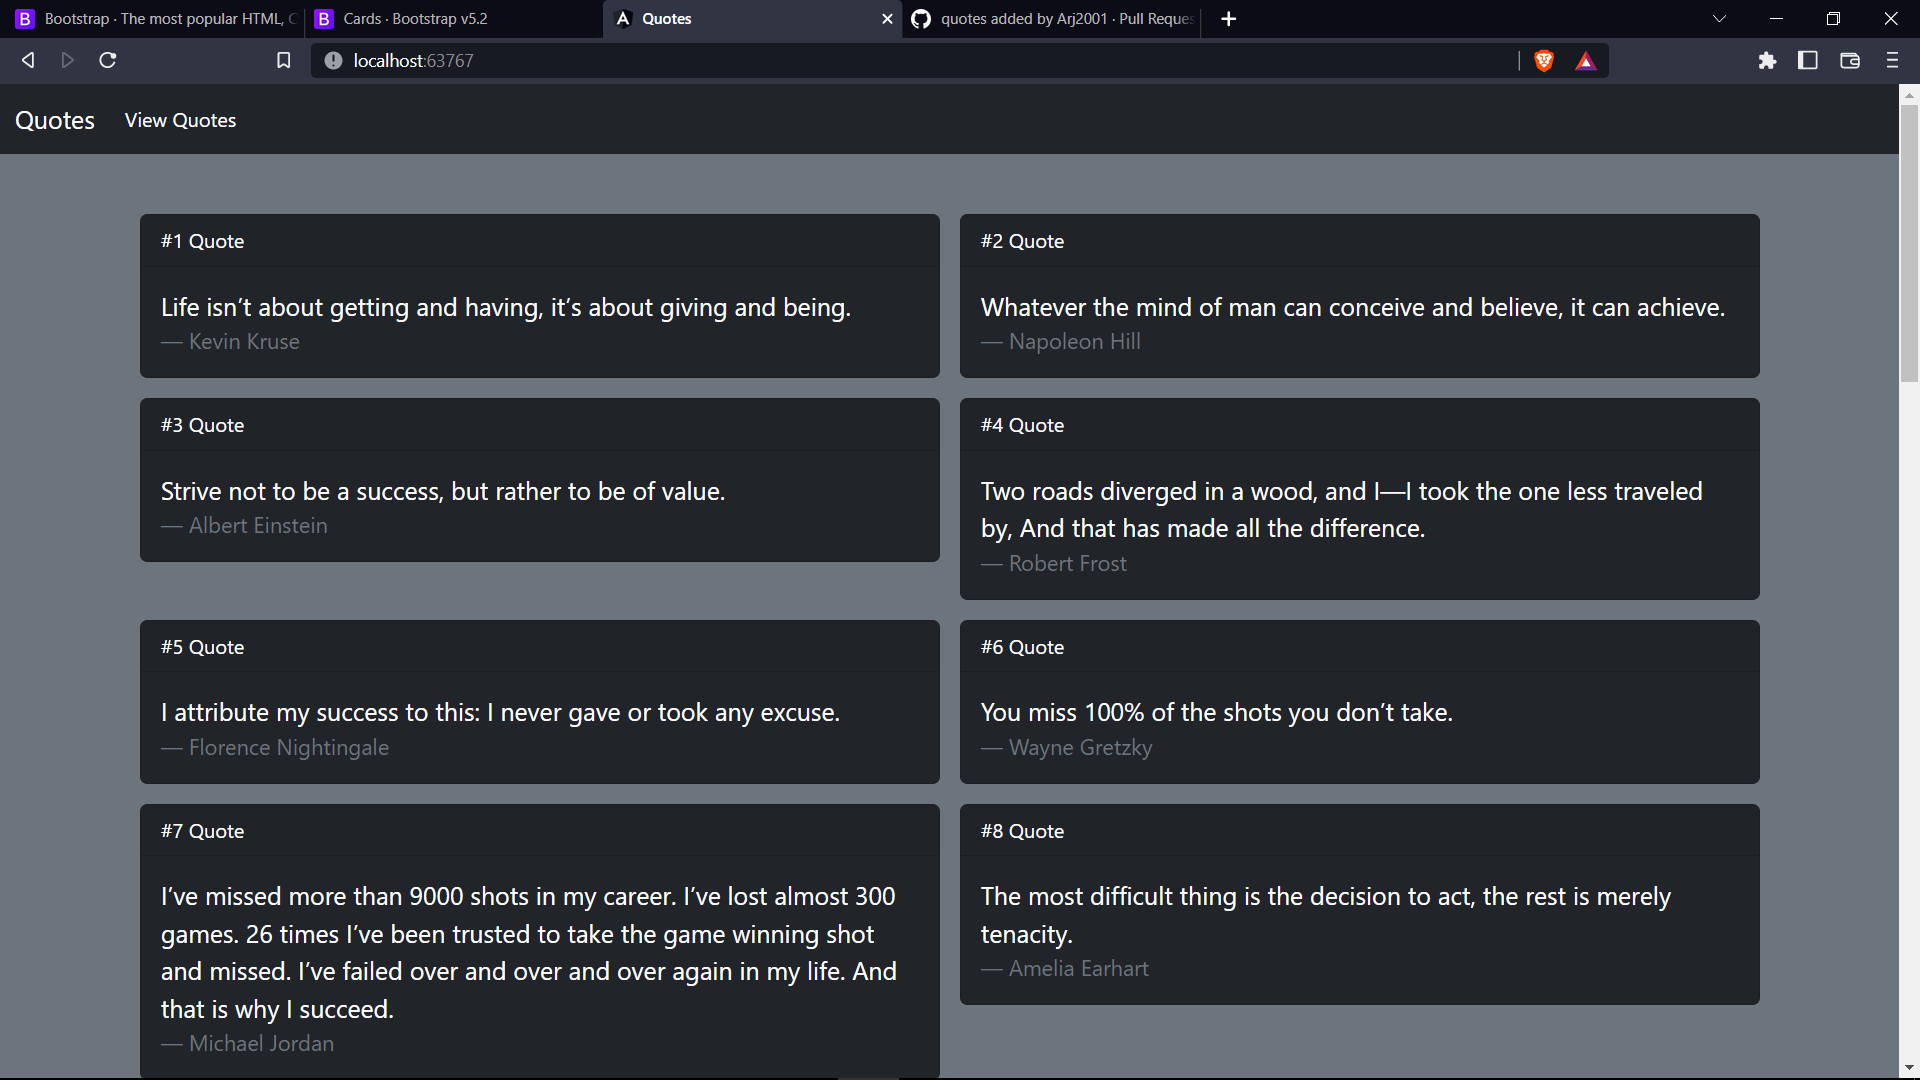 Bootstrap · The most popular HTML, C
Cards · Bootstrap v5.2
Quotes
quotes added by Arj2001 · Pull Reques
localhost:63767
Quotes
View Quotes
#1 Quote
Life isn’t about getting and having, it’s about giving and being.
— Kevin Kruse
#2 Quote
Whatever the mind of man can conceive and believe, it can achieve.
— Napoleon Hill
#3 Quote
Strive not to be a success, but rather to be of value.
— Albert Einstein
#4 Quote
Two roads diverged in a wood, and I—I took the one less traveled
by, And that has made all the difference.
— Robert Frost
#5 Quote
I attribute my success to this: I never gave or took any excuse.
— Florence Nightingale
#6 Quote
You miss 100% of the shots you don’t take.
— Wayne Gretzky
#7 Quote
I’ve missed more than 9000 shots in my career. I’ve lost almost 300
games. 26 times I’ve been trusted to take the game winning shot
and missed. I’ve failed over and over and over again in my life. And
that is why I succeed.
— Michael Jordan
#8 Quote
The most difficult thing is the decision to act, the rest is merely
tenacity.
— Amelia Earhart